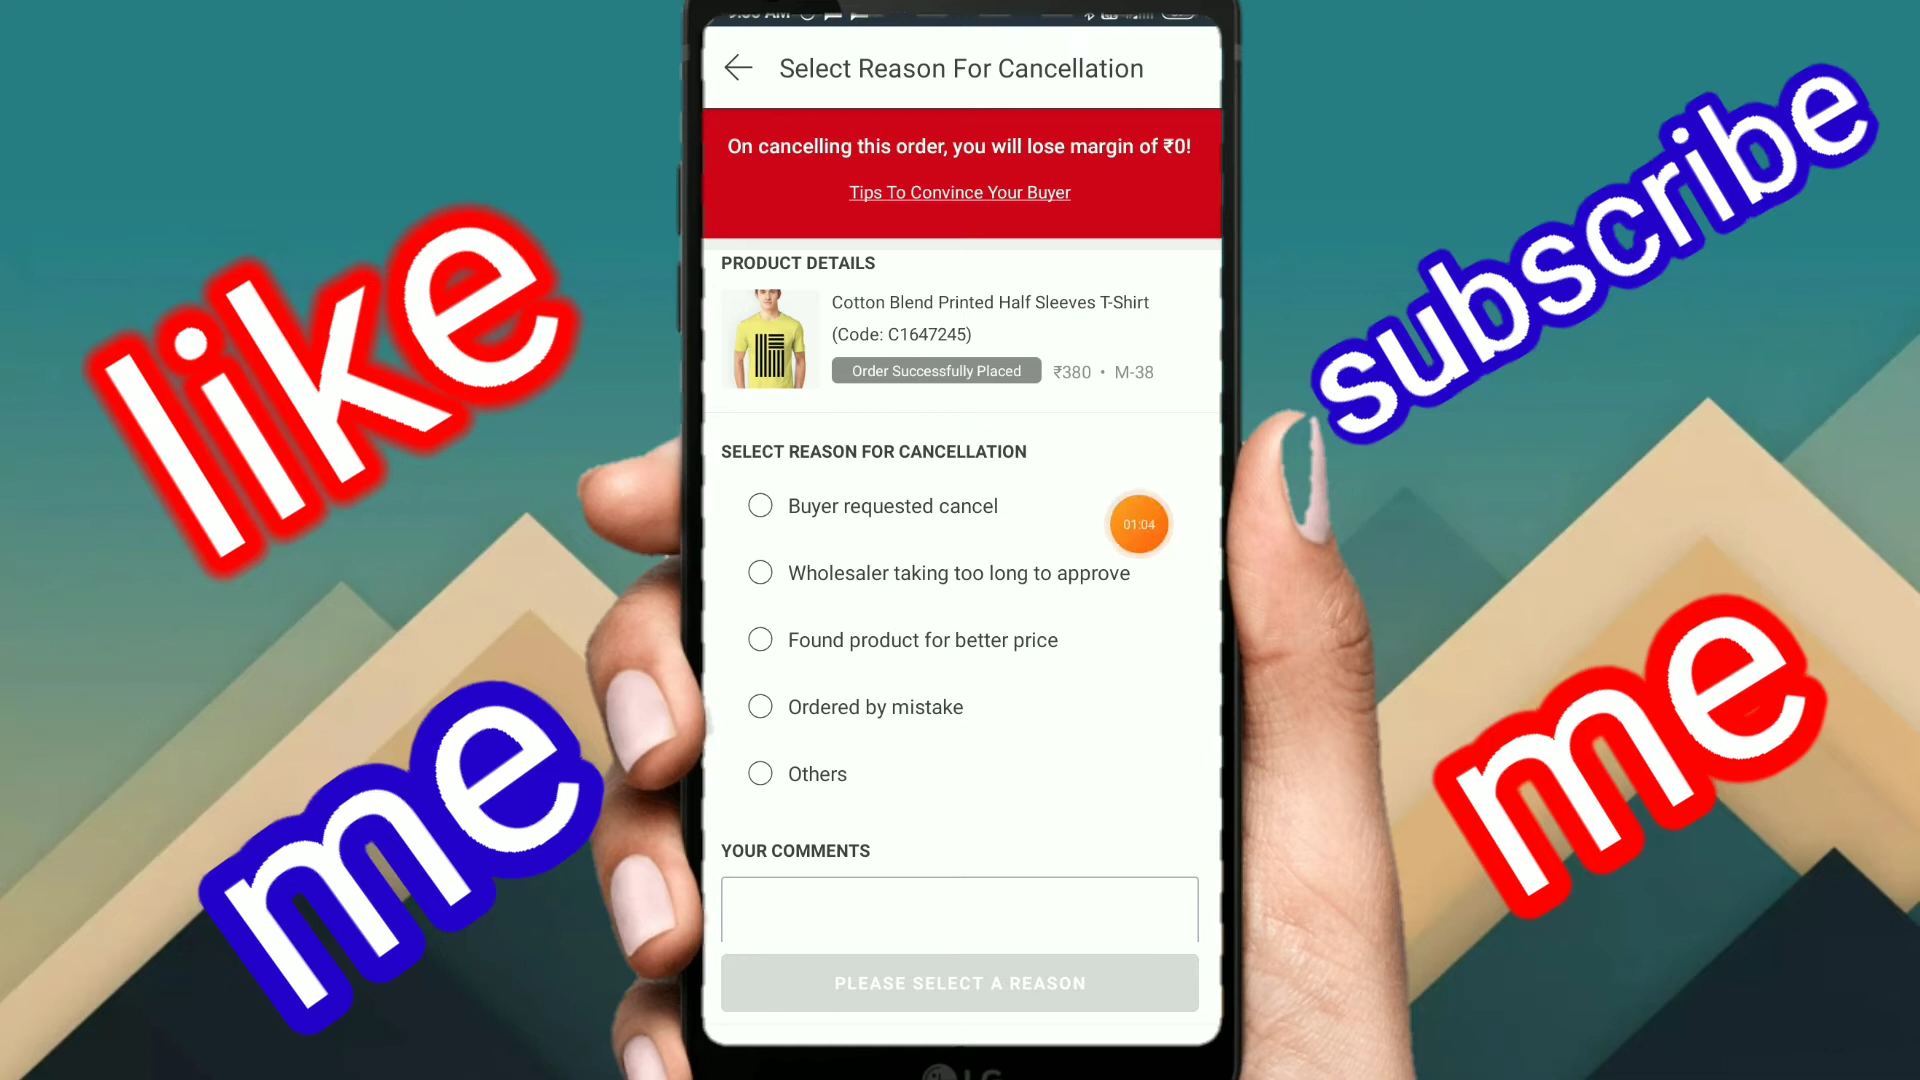 Select Reason For Cancellation
On cancelling this order, you will lose margin of ₹0!
Tips To Convince Your Buyer
PRODUCT DETAILS
Cotton Blend Printed Half Sleeves T-Shirt
(Code: C1647245)
Order Successfully Placed ₹380 • M-38
SELECT REASON FOR CANCELLATION
Buyer requested cancel
01:04
Wholesaler taking too long to approve
Found product for better price
Ordered by mistake
Others
YOUR COMMENTS
PLEASE SELECT A REASON
like
me
subscribe
me